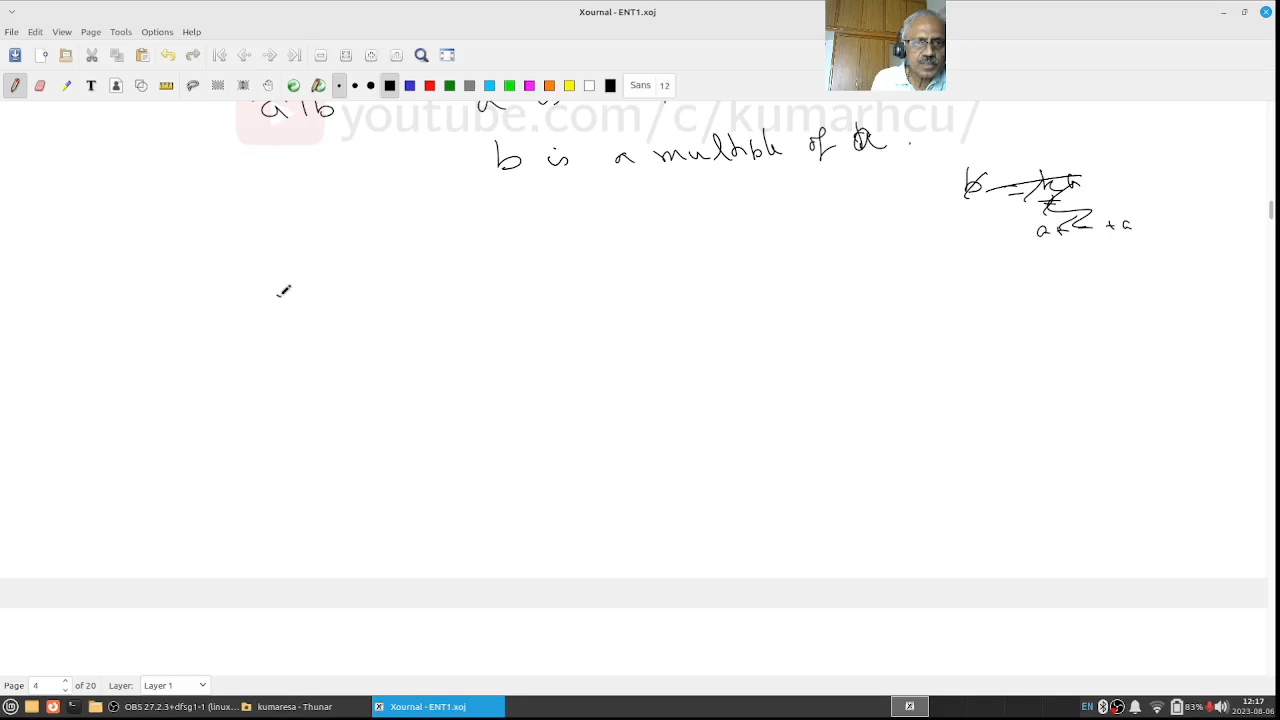 Xournal - ENT1.xoj
File Edit View Page Tools Options Help
Sans 12
a | b
youtube.com/c/kumarhcu/
b is a multiple of a.
b =
+ a
Page 4 of 20 Layer: Layer 1
OBS 27.2.3+dfsg1-1 (linux... kumaresa - Thunar Xournal - ENT1.xoj EN 83% 12:17
2023-08-06